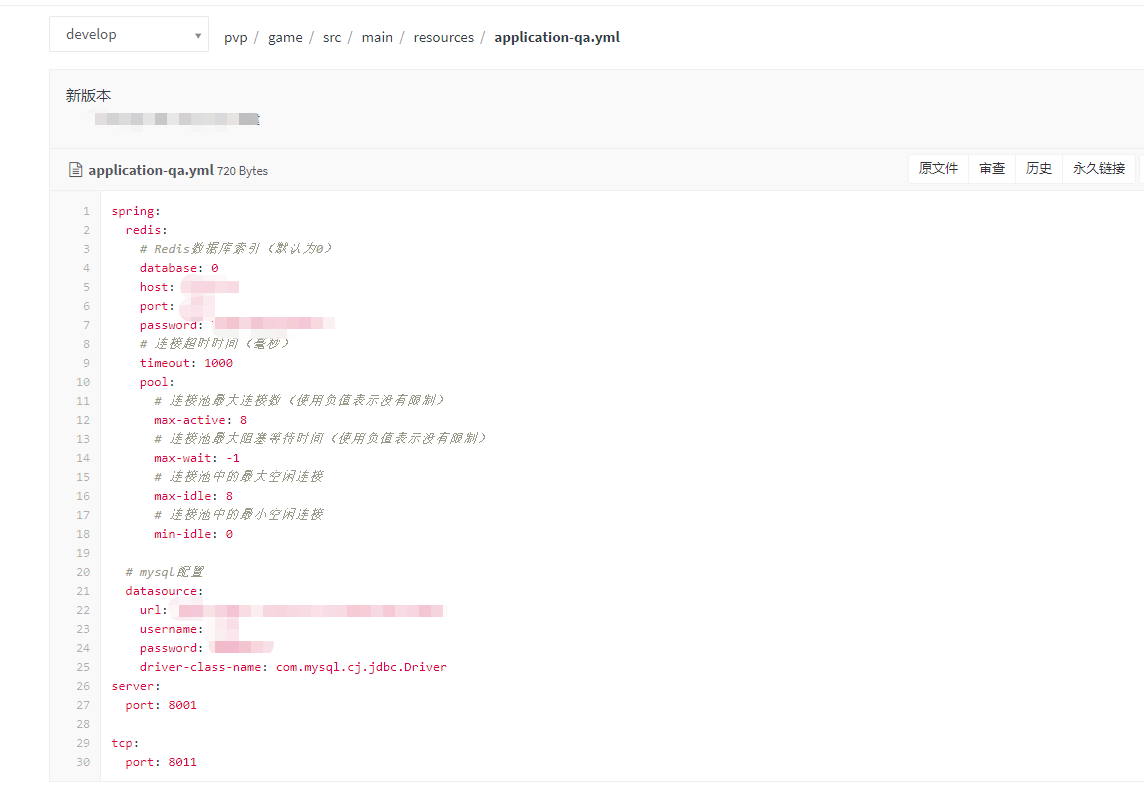 develop
pvp / game / src / main / resources / application-qa.yml
新版本
application-qa.yml 720 Bytes
原文件 审查 历史 永久链接
1 spring:
2 redis:
3 # Redis数据库索引（默认为0）
4 database: 0
5 host:
6 port:
7 password:
8 # 连接超时时间（毫秒）
9 timeout: 1000
10 pool:
11 # 连接池最大连接数（使用负值表示没有限制）
12 max-active: 8
13 # 连接池最大阻塞等待时间（使用负值表示没有限制）
14 max-wait: -1
15 # 连接池中的最大空闲连接
16 max-idle: 8
17 # 连接池中的最小空闲连接
18 min-idle: 0
19
20 # mysql配置
21 datasource:
22 url:
23 username:
24 password:
25 driver-class-name: com.mysql.cj.jdbc.Driver
26 server:
27 port: 8001
28
29 tcp:
30 port: 8011